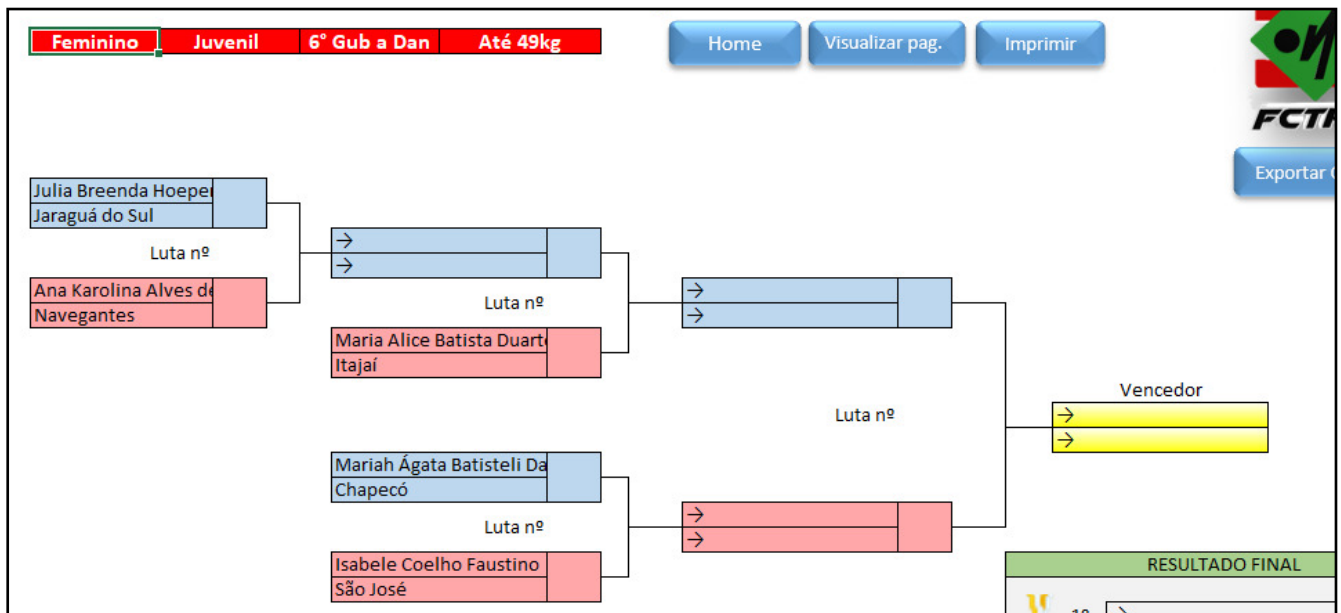 Feminino Juvenil 6° Gub a Dan Até 49kg
Home Visualizar pag. Imprimir
Exportar
Julia Breenda Hoeper
Jaraguá do Sul
Luta nº
Ana Karolina Alves de
Navegantes
→
→
Luta nº
Maria Alice Batista Duarte
Itajaí
→
→
Luta nº
Vencedor
→
→
Mariah Ágata Batisteli Da
Chapecó
Luta nº
Isabele Coelho Faustino
São José
→
→
RESULTADO FINAL